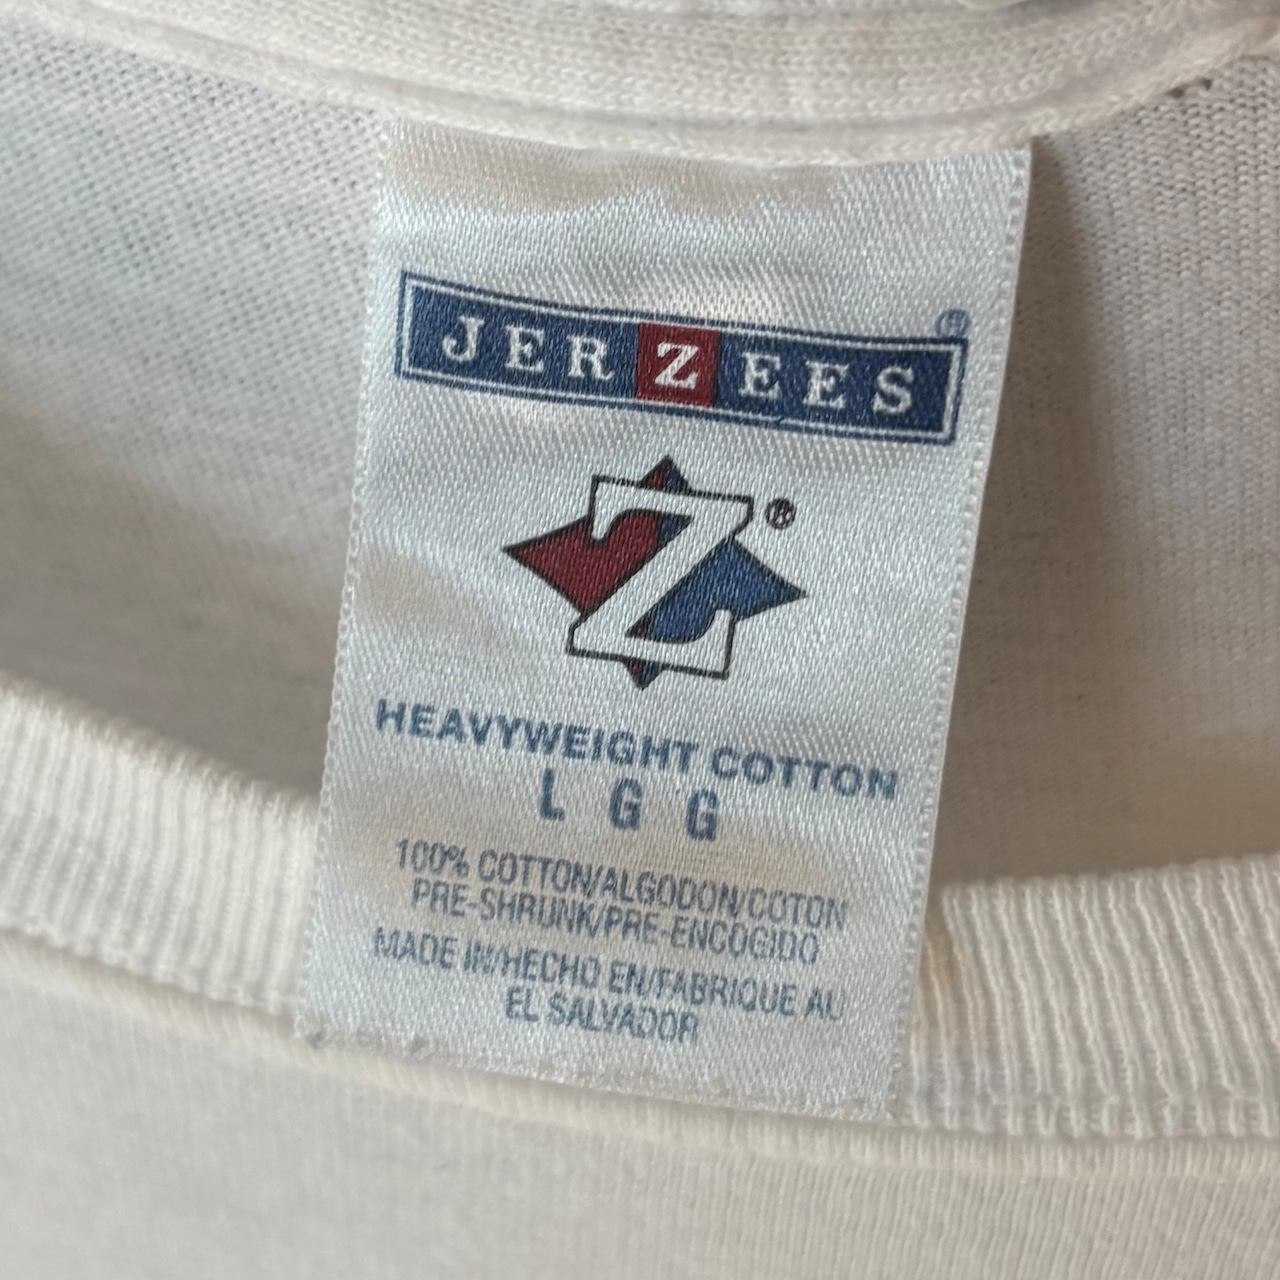 JERZEES®
Z®
HEAVYWEIGHT COTTON
L G G
100% COTTON/ALGODON/COTON
PRE-SHRUNK/PRE-ENCOGIDO
MADE IN/HECHO EN/FABRIQUE AU
EL SALVADOR